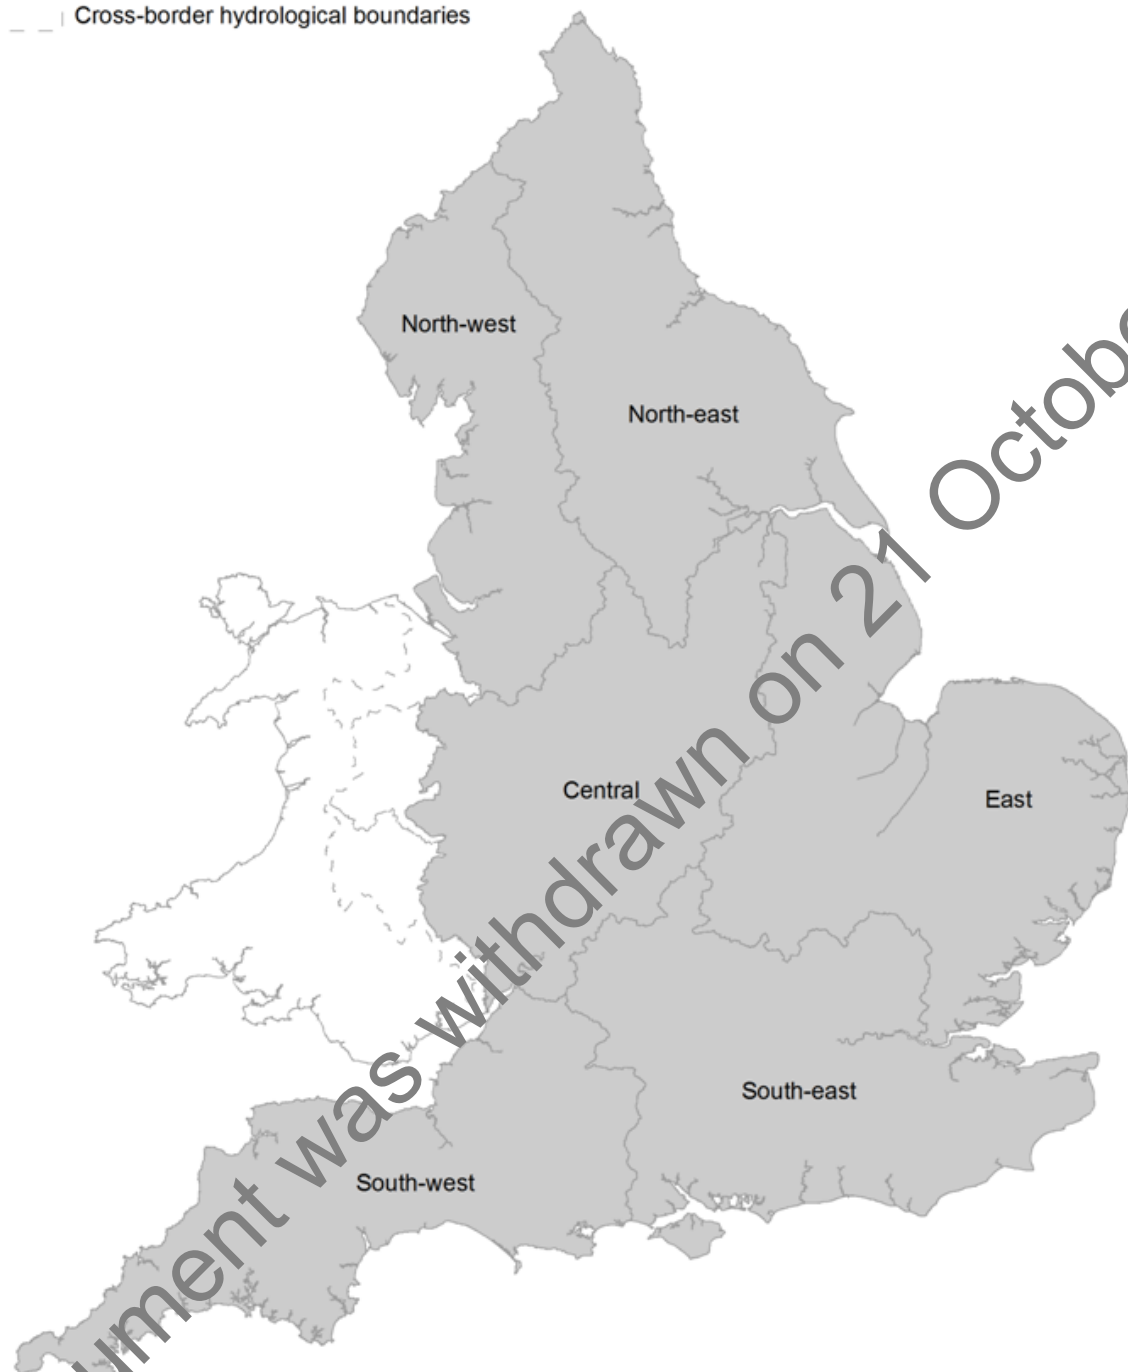 Cross-border hydrological boundaries
North-west
North-east
Central
East
South-east
South-west
ument was withdrawn on 21 Octobe